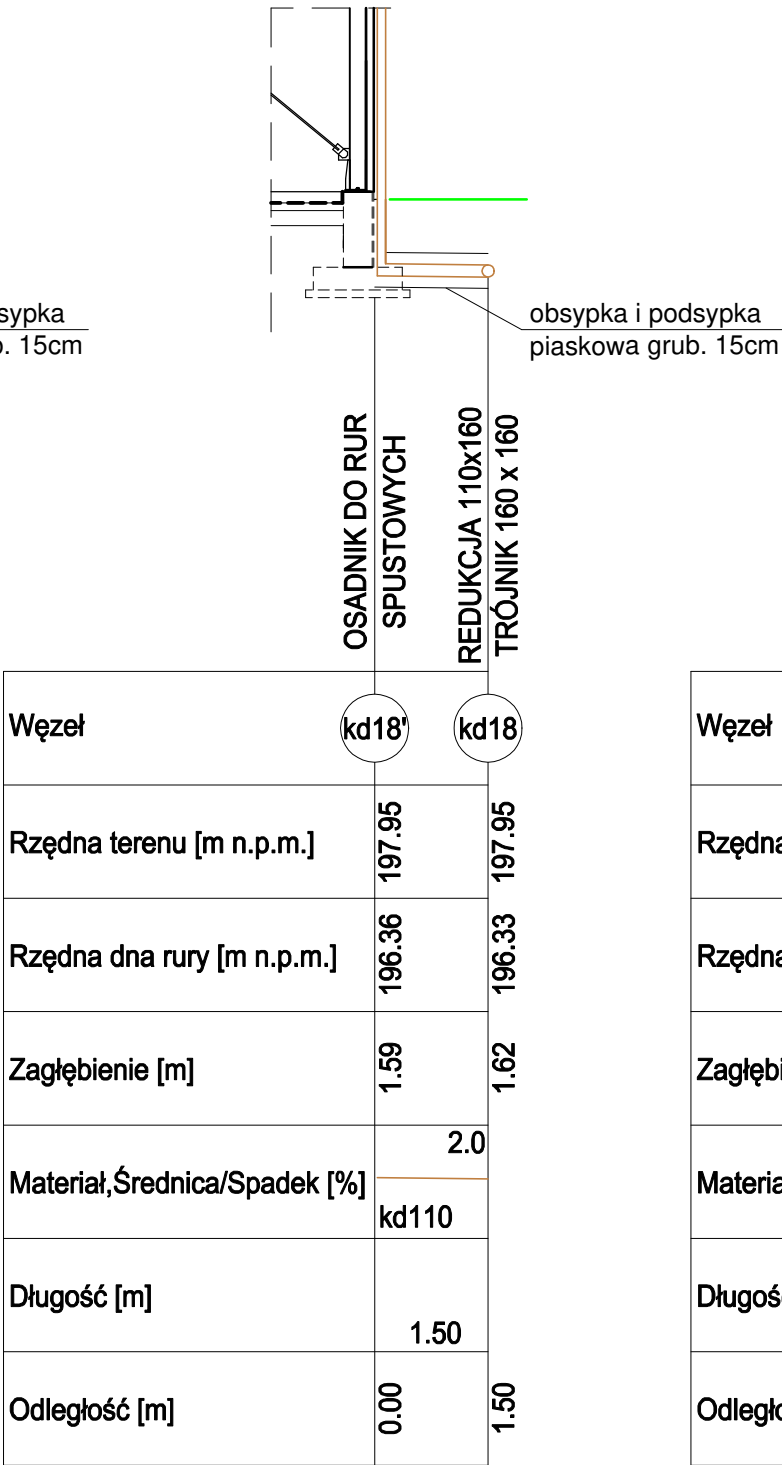 sypka
. 15cm
obsypka i podsypka
piaskowa grub. 15cm
OSADNIK DO RUR
SPUSTOWYCH
REDUKCJA 110x160
TRÓJNIK 160 x 160
Węzeł kd18' kd18
Rzędna terenu [m n.p.m.] 197.95 197.95
Rzędna dna rury [m n.p.m.] 196.36 196.33
Zagłębienie [m] 1.59 1.62
Materiał,Średnica/Spadek [%] 2.0
kd110
Długość [m] 1.50
Odległość [m] 0.00 1.50
Węzeł
Rzędna
Rzędna
Zagłębi
Materia
Długoś
Odległo